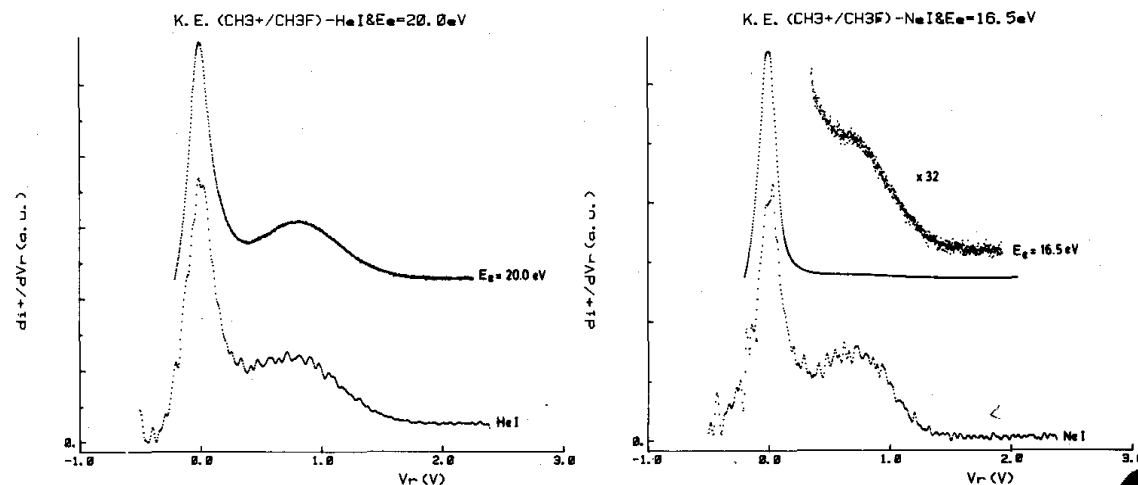 K.E.(CH3+/CH3F)-HeI&Ee=20.0eV
di+/dVr(a.u.)
Ee = 20.0 eV
HeI
0.
-1.0 0.0 1.0 2.0 3.0
Vr(V)
K.E.(CH3+/CH3F)-NeI&Ee=16.5eV
di+/dVr(a.u.)
x 32
Ee = 16.5 eV
NeI
0.
-1.0 0.0 1.0 2.0 3.0
Vr(V)